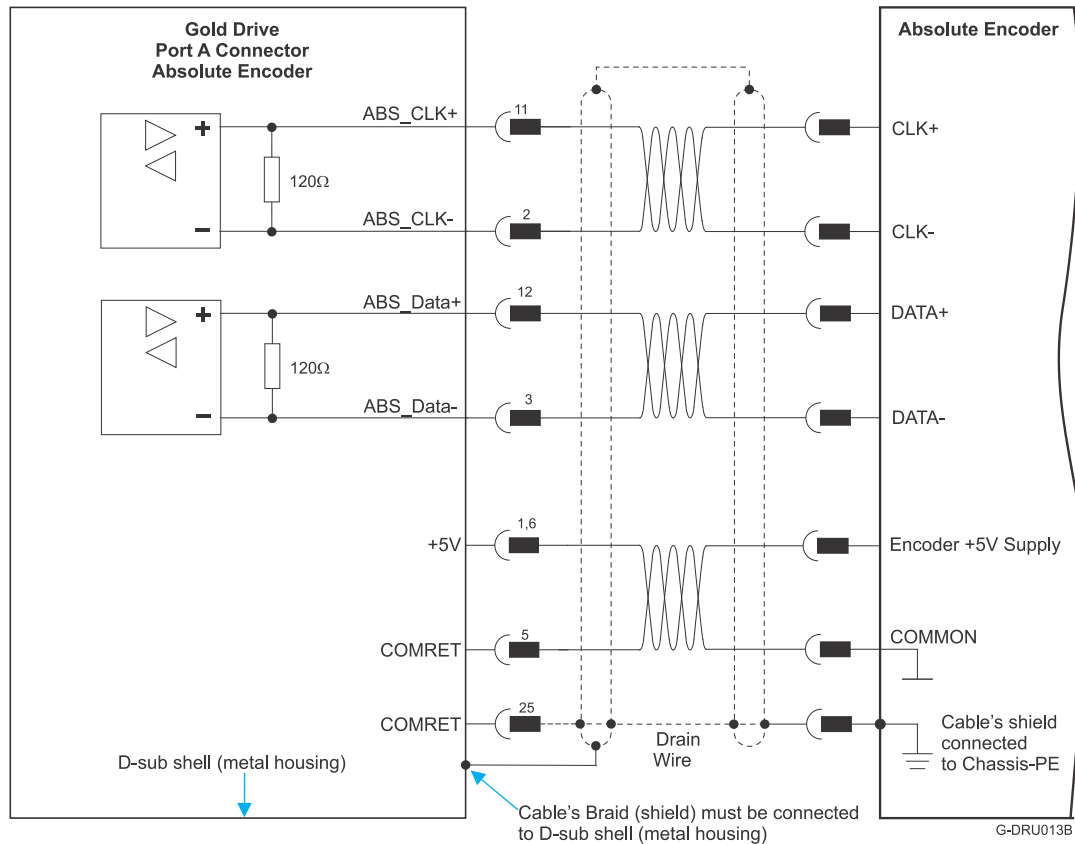 Gold Drive
Port A Connector
Absolute Encoder
Absolute Encoder
+
ABS_CLK+
11
CLK+
120Ω
-
ABS_CLK-
2
CLK-
+
ABS_Data+
12
DATA+
120Ω
-
ABS_Data-
3
DATA-
+5V
1,6
Encoder +5V Supply
COMRET
5
COMMON
COMRET
25
Drain
Wire
Cable's shield
connected
to Chassis-PE
D-sub shell (metal housing)
Cable's Braid (shield) must be connected
to D-sub shell (metal housing)
G-DRU013B